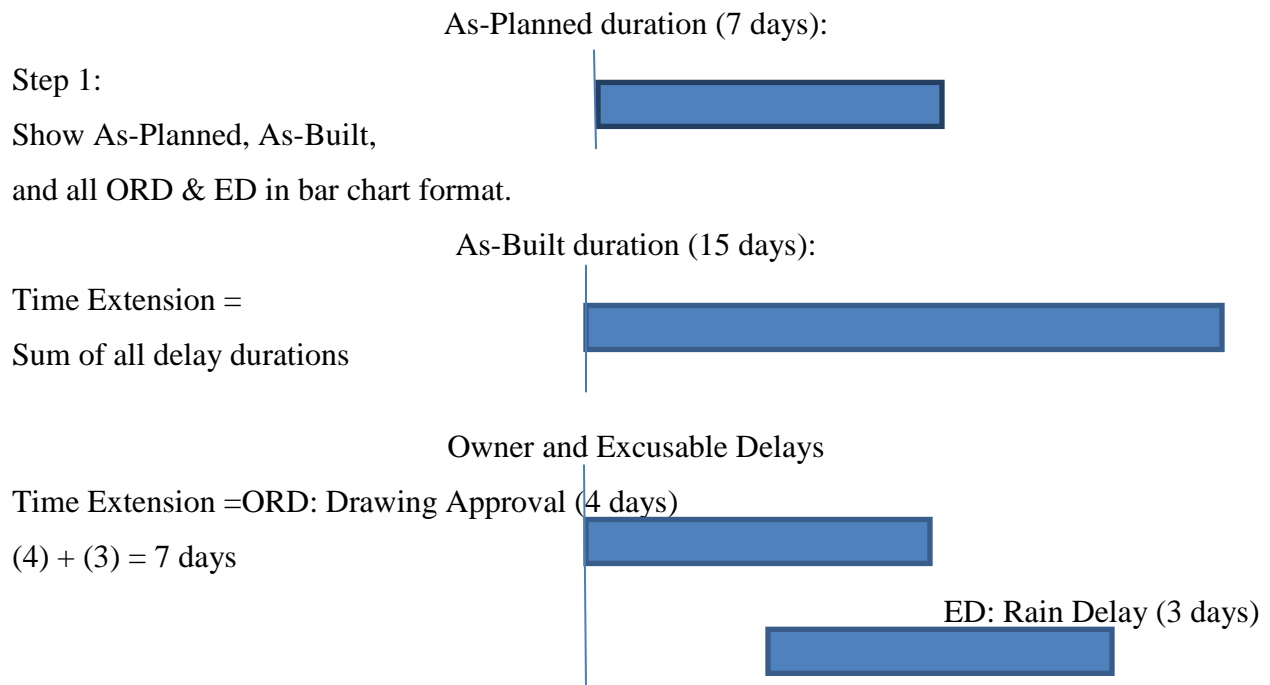 As-Planned duration (7 days):
Step 1:
Show As-Planned, As-Built,
and all ORD & ED in bar chart format.
As-Built duration (15 days):
Time Extension =
Sum of all delay durations
Owner and Excusable Delays
Time Extension =ORD: Drawing Approval (4 days)
(4) + (3) = 7 days
ED: Rain Delay (3 days)